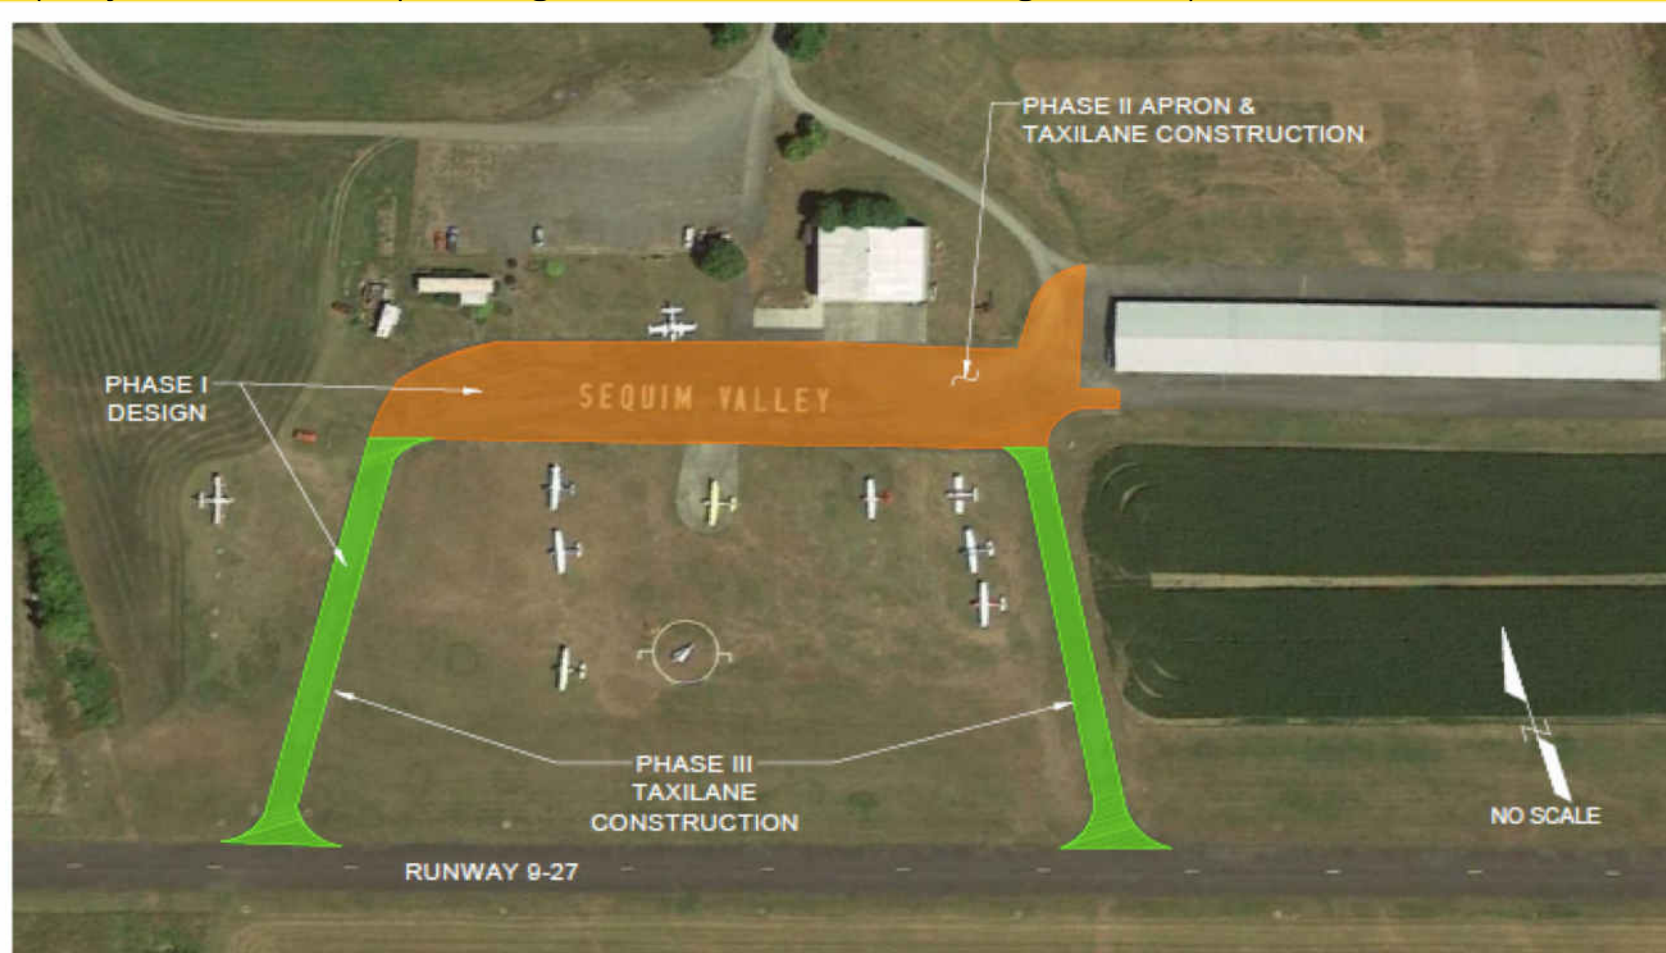 PHASE II APRON &
TAXILANE CONSTRUCTION
PHASE I
DESIGN
SEQUIM VALLEY
PHASE III
TAXILANE
CONSTRUCTION
NO SCALE
RUNWAY 9-27